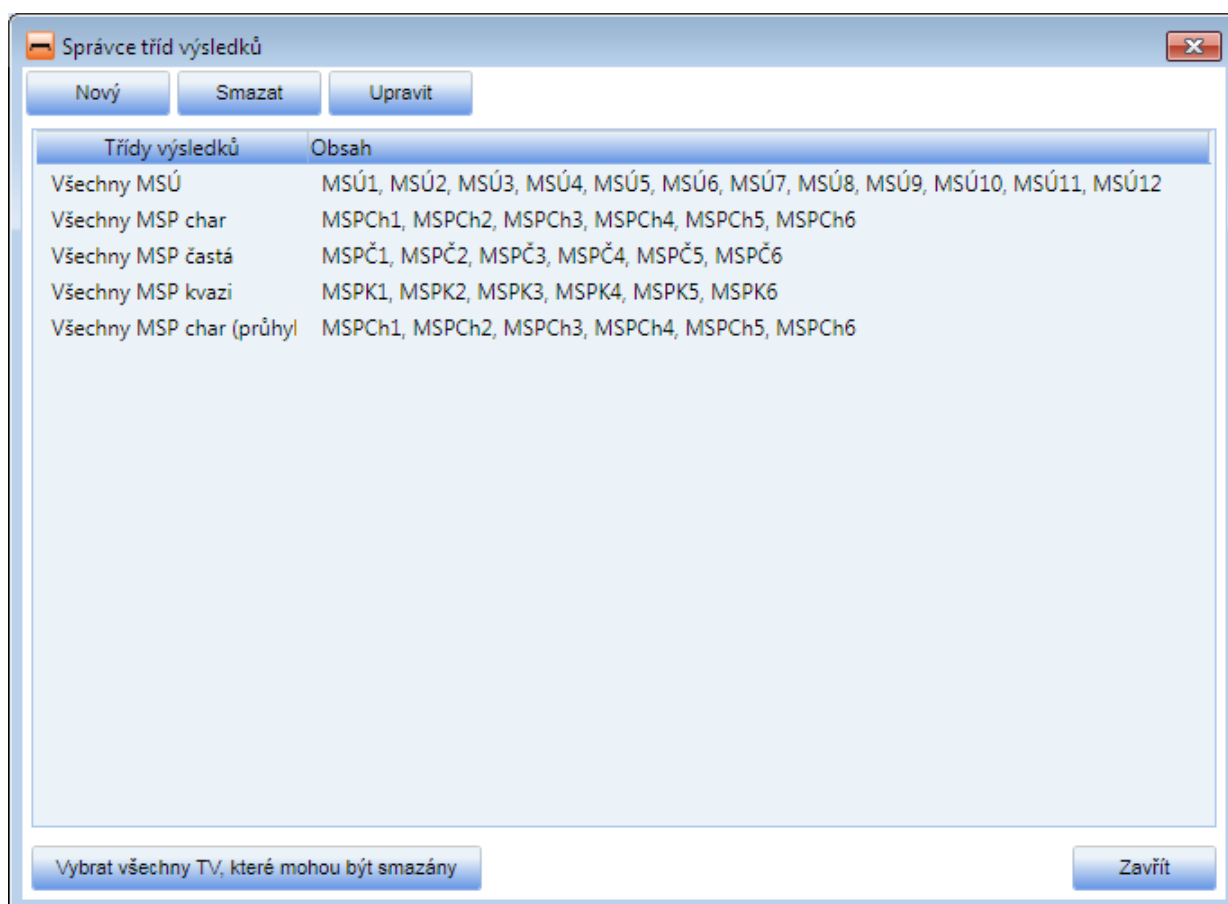 Správce tříd výsledků
Nový Smazat Upravit
Třídy výsledků Obsah
Všechny MSÚ MSÚ1, MSÚ2, MSÚ3, MSÚ4, MSÚ5, MSÚ6, MSÚ7, MSÚ8, MSÚ9, MSÚ10, MSÚ11, MSÚ12
Všechny MSP char MSPCh1, MSPCh2, MSPCh3, MSPCh4, MSPCh5, MSPCh6
Všechny MSP častá MSPČ1, MSPČ2, MSPČ3, MSPČ4, MSPČ5, MSPČ6
Všechny MSP kvazi MSPK1, MSPK2, MSPK3, MSPK4, MSPK5, MSPK6
Všechny MSP char (průhyl MSPCh1, MSPCh2, MSPCh3, MSPCh4, MSPCh5, MSPCh6
Vybrat všechny TV, které mohou být smazány Zavřít